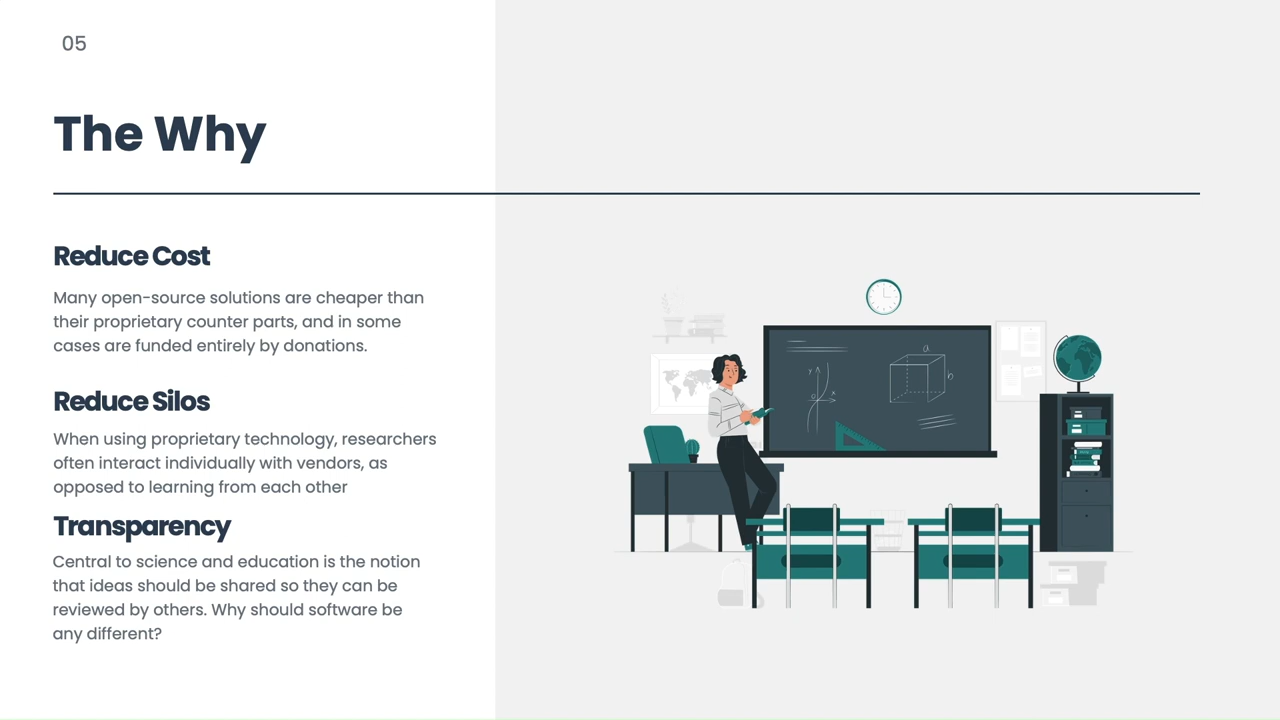 05
The Why
Reduce Cost
Many open-source solutions are cheaper than
their proprietary counter parts, and in some
cases are funded entirely by donations.
Reduce Silos
When using proprietary technology, researchers
often interact individually with vendors, as
opposed to learning from each other
Transparency
Central to science and education is the notion
that ideas should be shared so they can be
reviewed by others. Why should software be
any different?
a
b
y
o
x